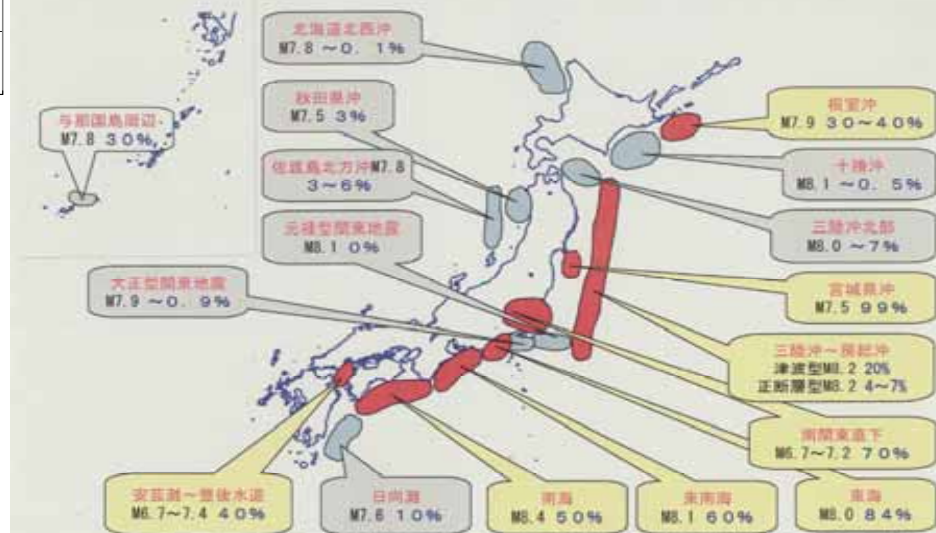 北海道北西沖
M7.8 ～0. 1%
秋田県沖
M7.5 3%
与那国島周辺
M7.8 30%
佐渡島北方沖M7.8
3～6%
元禄型関東地震
M8.1 0%
大正型関東地震
M7.9 ～0. 9%
根室沖
M7.9 30～40%
十勝沖
M8.1 ～0. 5%
三陸沖北部
M8.0 ～7%
宮城県沖
M7.5 99%
三陸沖～房総沖
津波型M8.2 20%
正断層型M8.2 4～7%
南関東直下
M6.7～7.2 70%
安芸灘～豊後水道
M6.7～7.4 40%
日向灘
M7.6 10%
南海
M8.4 50%
東南海
M8.1 60%
東海
M8.0 84%